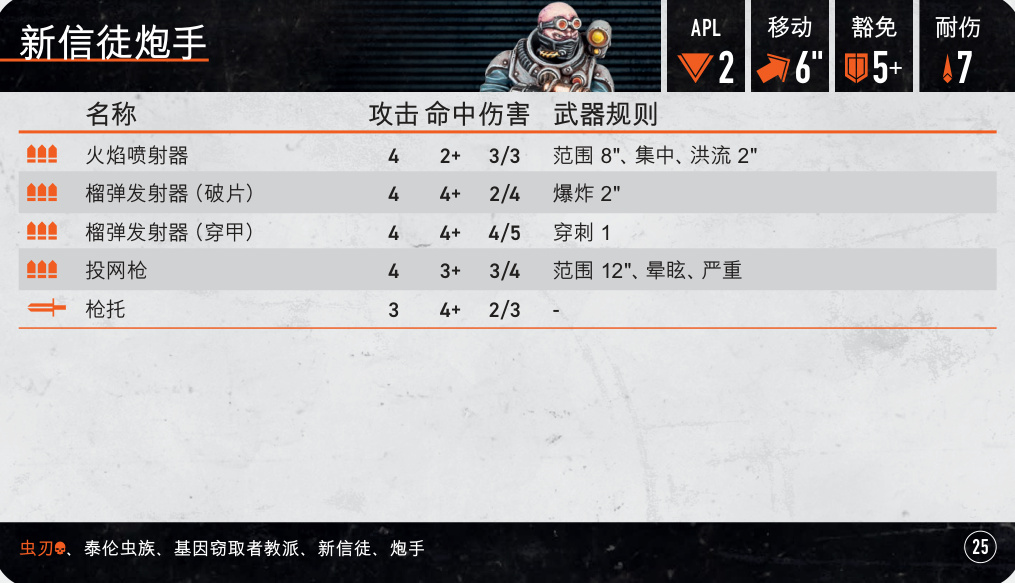 新信徒炮手
APL 移动 豁免 耐伤
2 6" 5+ 7
名称 攻击 命中 伤害 武器规则
火焰喷射器 4 2+ 3/3 范围 8"、集中、洪流 2"
榴弹发射器（破片） 4 4+ 2/4 爆炸 2"
榴弹发射器（穿甲） 4 4+ 4/5 穿刺 1
投网枪 4 3+ 3/4 范围 12"、晕眩、严重
枪托 3 4+ 2/3 -
虫刃、泰伦虫族、基因窃取者教派、新信徒、炮手
25